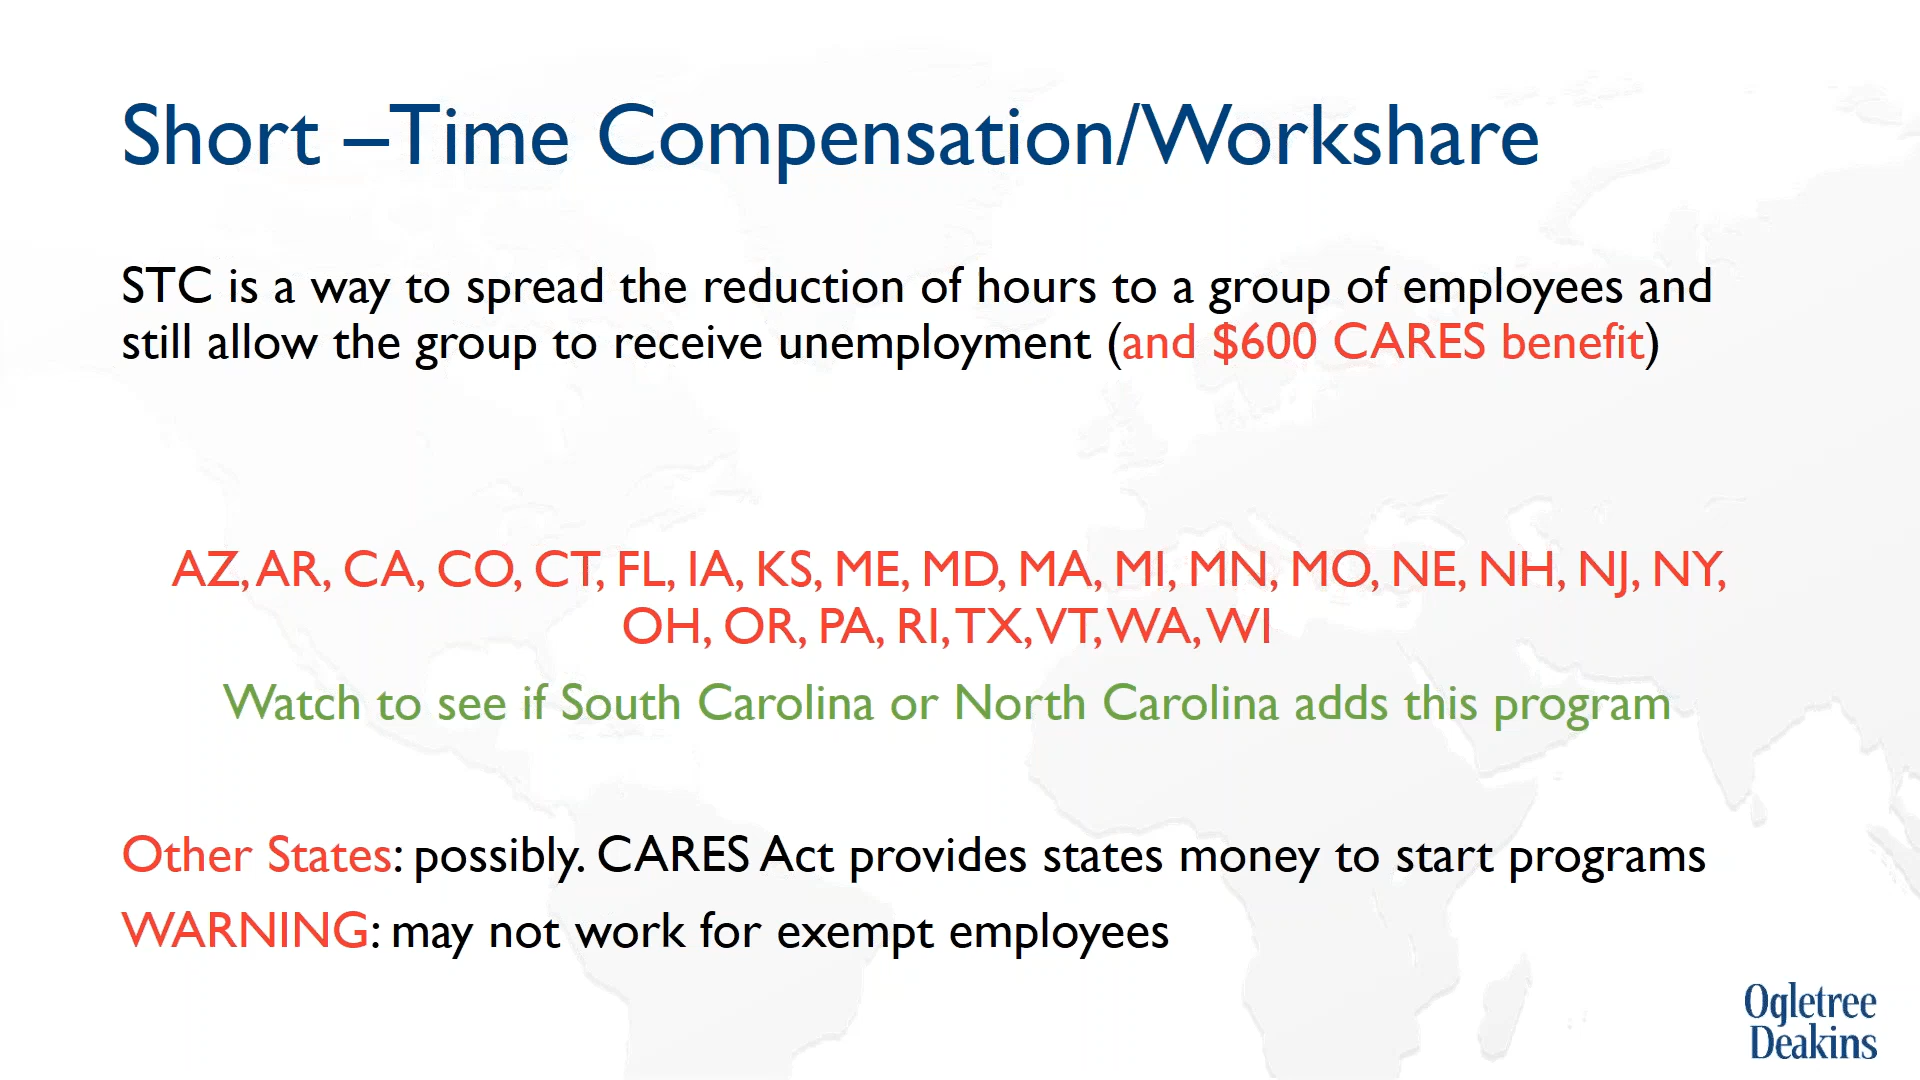 Short –Time Compensation/Workshare
STC is a way to spread the reduction of hours to a group of employees and
still allow the group to receive unemployment (and $600 CARES benefit)
AZ, AR, CA, CO, CT, FL, IA, KS, ME, MD, MA, MI, MN, MO, NE, NH, NJ, NY,
OH, OR, PA, RI, TX, VT, WA, WI
Watch to see if South Carolina or North Carolina adds this program
Other States: possibly. CARES Act provides states money to start programs
WARNING: may not work for exempt employees
Ogletree
Deakins